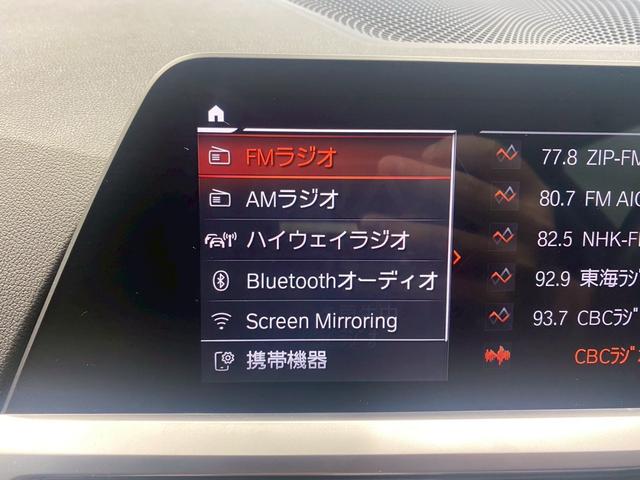 FMラジオ
AMラジオ
ハイウェイラジオ
Bluetoothオーディオ
Screen Mirroring
携帯機器
77.8 ZIP-FM
80.7 FM AIC
82.5 NHK-F
92.9 東海ラジ
93.7 CBCラジ
CBCラジオ